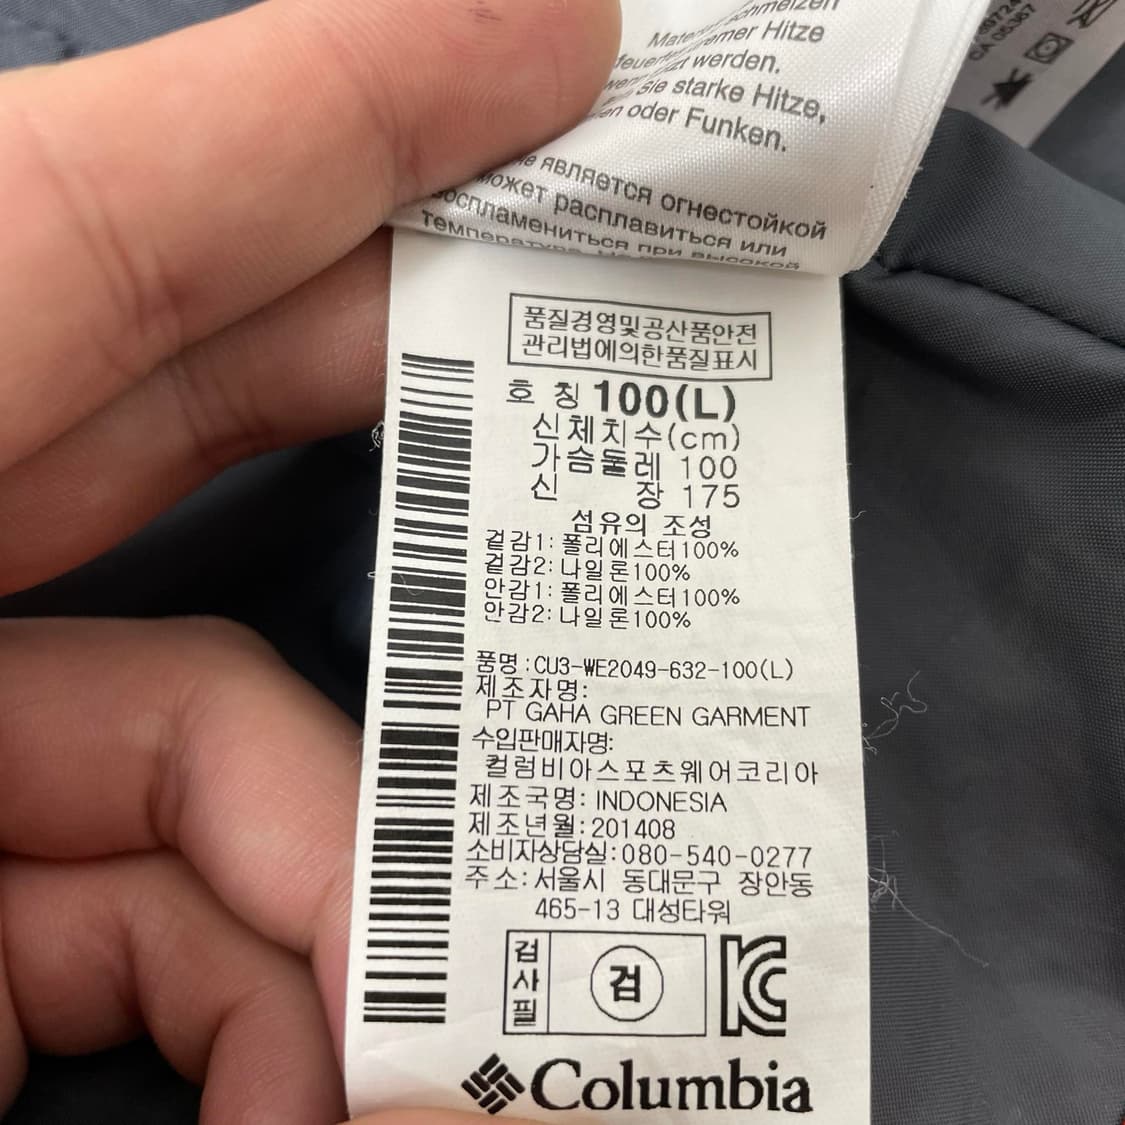 schmelzen
Hitze
werden.
Sie starke Hitze,
oder Funken.
является огнестойкой
может расплавиться или
воспламениться при высокой
품질경영및공산품안전
관리법에의한품질표시
호 칭 100(L)
신체치수(cm)
가슴둘레 100
신 장 175
섬유의 조성
겉감1: 폴리에스터100%
겉감2: 나일론100%
안감1: 폴리에스터100%
안감2: 나일론100%
품명 :CU3-WE2049-632-100(L)
제조자명:
PT GAHA GREEN GARMENT
수입판매자명:
컬럼비아스포츠웨어코리아
제조국명: INDONESIA
제조년월:201408
소비자상담실:080-540-0277
주소:서울시 동대문구 장안동
465-13 대성타워
검사필 검
KC
Columbia